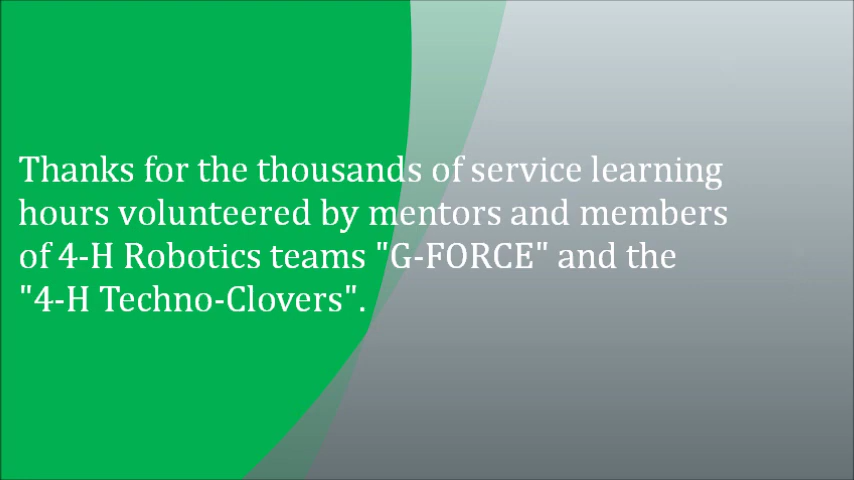 Thanks for the thousands of service learning
hours volunteered by mentors and members
of 4-H Robotics teams "G-FORCE" and the
"4-H Techno-Clovers".